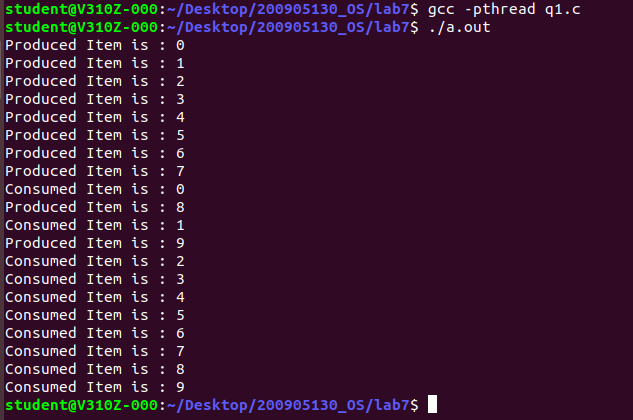 student@V310Z-000:~/Desktop/200905130_OS/lab7$ gcc -pthread q1.c
student@V310Z-000:~/Desktop/200905130_OS/lab7$ ./a.out
Produced Item is : 0
Produced Item is : 1
Produced Item is : 2
Produced Item is : 3
Produced Item is : 4
Produced Item is : 5
Produced Item is : 6
Produced Item is : 7
Consumed Item is : 0
Produced Item is : 8
Consumed Item is : 1
Produced Item is : 9
Consumed Item is : 2
Consumed Item is : 3
Consumed Item is : 4
Consumed Item is : 5
Consumed Item is : 6
Consumed Item is : 7
Consumed Item is : 8
Consumed Item is : 9
student@V310Z-000:~/Desktop/200905130_OS/lab7$